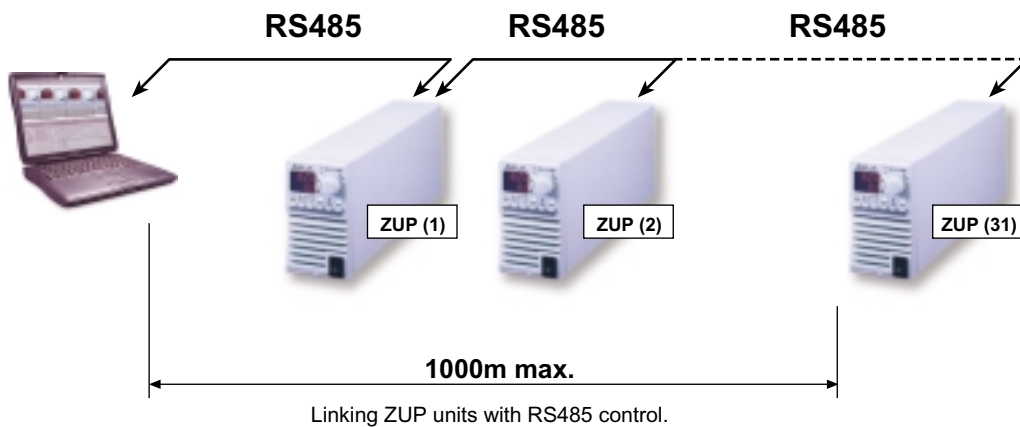 RS485 RS485 RS485
ZUP (1) ZUP (2) ZUP (31)
1000m max.
Linking ZUP units with RS485 control.